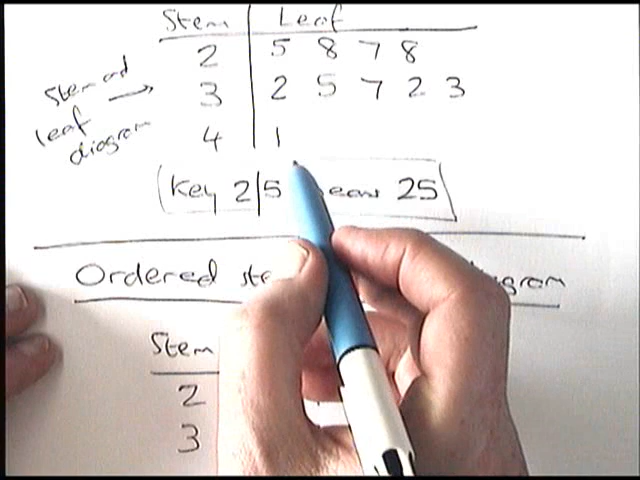 Stem Leaf
2 5 8 7 8
3 2 5 7 2 3
4 1
Stem and
leaf
diagram
Key 2|5 25
Ordered diagram
Stem
2
3